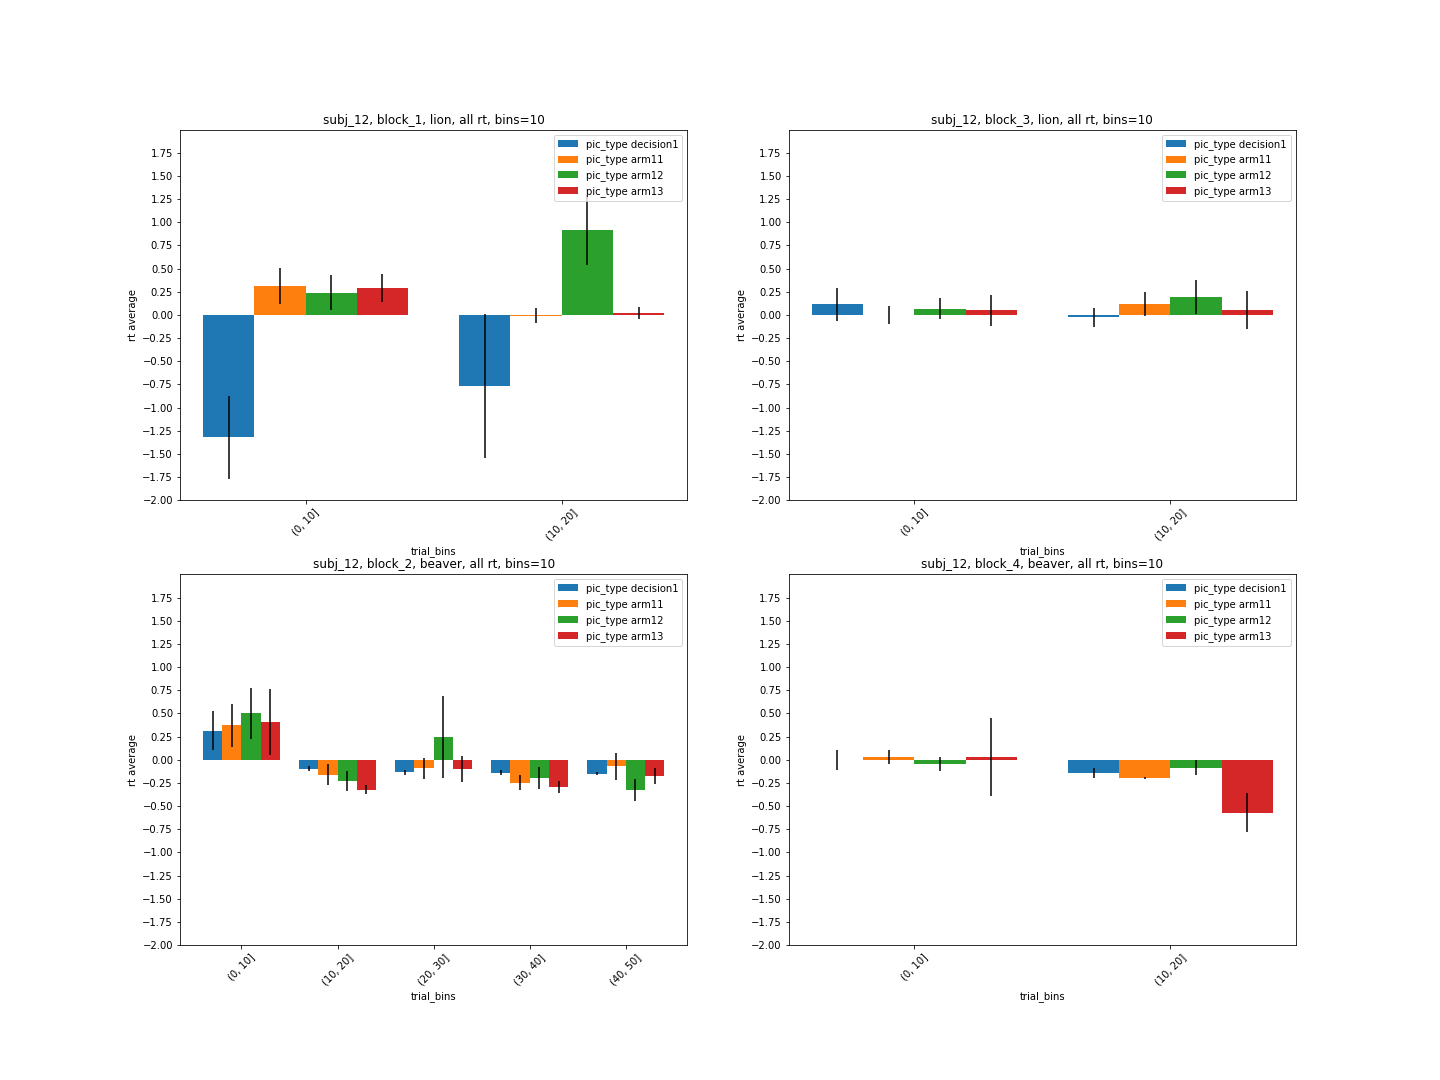 subj_12, block_1, lion, all rt, bins=10
pic_type decision1
pic_type arm11
pic_type arm12
pic_type arm13
1.75
1.50
1.25
1.00
0.75
0.50
0.25
0.00
−0.25
−0.50
−0.75
−1.00
−1.25
−1.50
−1.75
−2.00
rt average
(0, 10]
(10, 20]
trial_bins
subj_12, block_3, lion, all rt, bins=10
pic_type decision1
pic_type arm11
pic_type arm12
pic_type arm13
1.75
1.50
1.25
1.00
0.75
0.50
0.25
0.00
−0.25
−0.50
−0.75
−1.00
−1.25
−1.50
−1.75
−2.00
rt average
(0, 10]
(10, 20]
trial_bins
subj_12, block_2, beaver, all rt, bins=10
pic_type decision1
pic_type arm11
pic_type arm12
pic_type arm13
1.75
1.50
1.25
1.00
0.75
0.50
0.25
0.00
−0.25
−0.50
−0.75
−1.00
−1.25
−1.50
−1.75
−2.00
rt average
(0, 10]
(10, 20]
(20, 30]
(30, 40]
(40, 50]
trial_bins
subj_12, block_4, beaver, all rt, bins=10
pic_type decision1
pic_type arm11
pic_type arm12
pic_type arm13
1.75
1.50
1.25
1.00
0.75
0.50
0.25
0.00
−0.25
−0.50
−0.75
−1.00
−1.25
−1.50
−1.75
−2.00
rt average
(0, 10]
(10, 20]
trial_bins